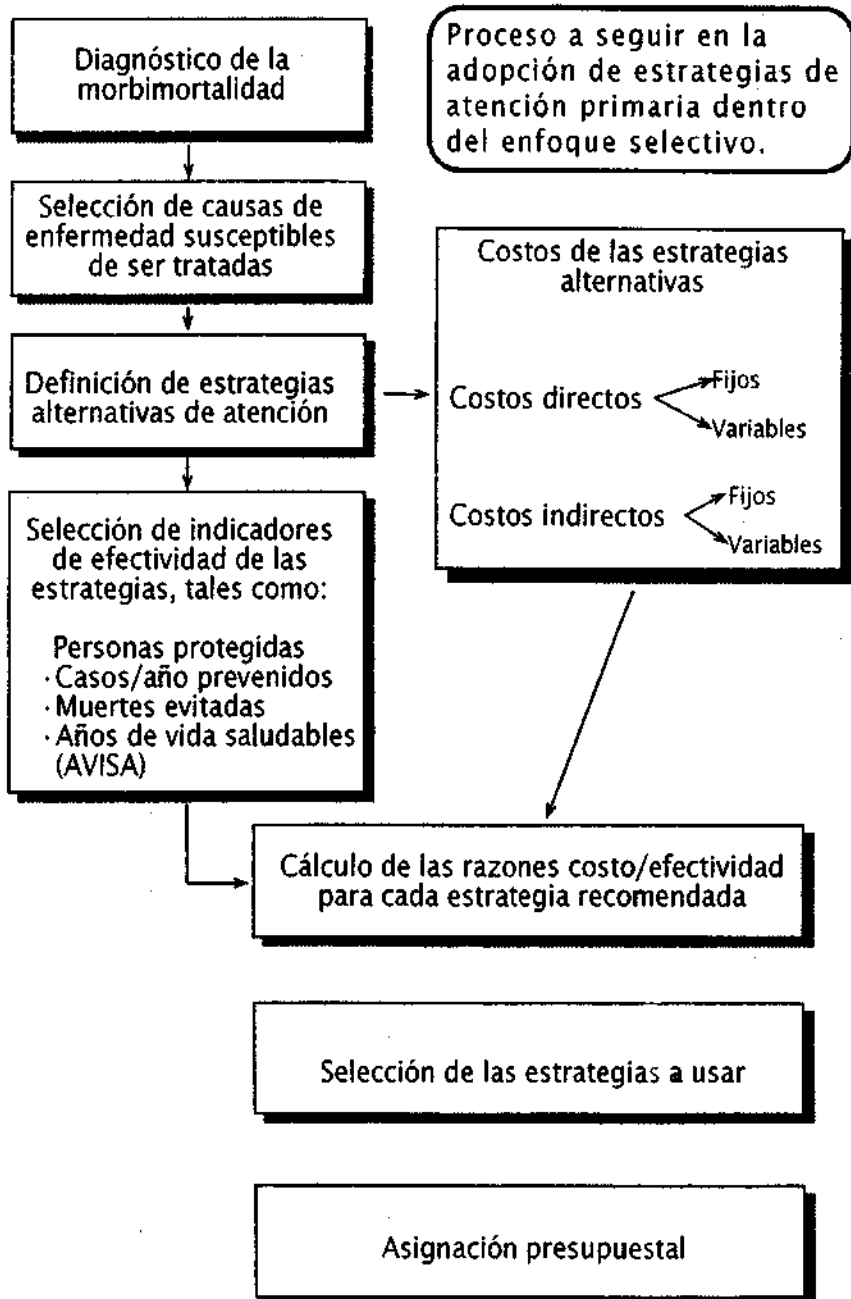 Diagnóstico de la
morbimortalidad
Proceso a seguir en la
adopción de estrategias de
atención primaria dentro
del enfoque selectivo.
Selección de causas de
enfermedad susceptibles
de ser tratadas
Definición de estrategias
alternativas de atención
Costos de las estrategias
alternativas
Costos directos
Fijos
Variables
Costos indirectos
Fijos
Variables
Selección de indicadores
de efectividad de las
estrategias, tales como:
Personas protegidas
· Casos/año prevenidos
· Muertes evitadas
· Años de vida saludables
(AVISA)
Cálculo de las razones costo/efectividad
para cada estrategia recomendada
Selección de las estrategias a usar
Asignación presupuestal